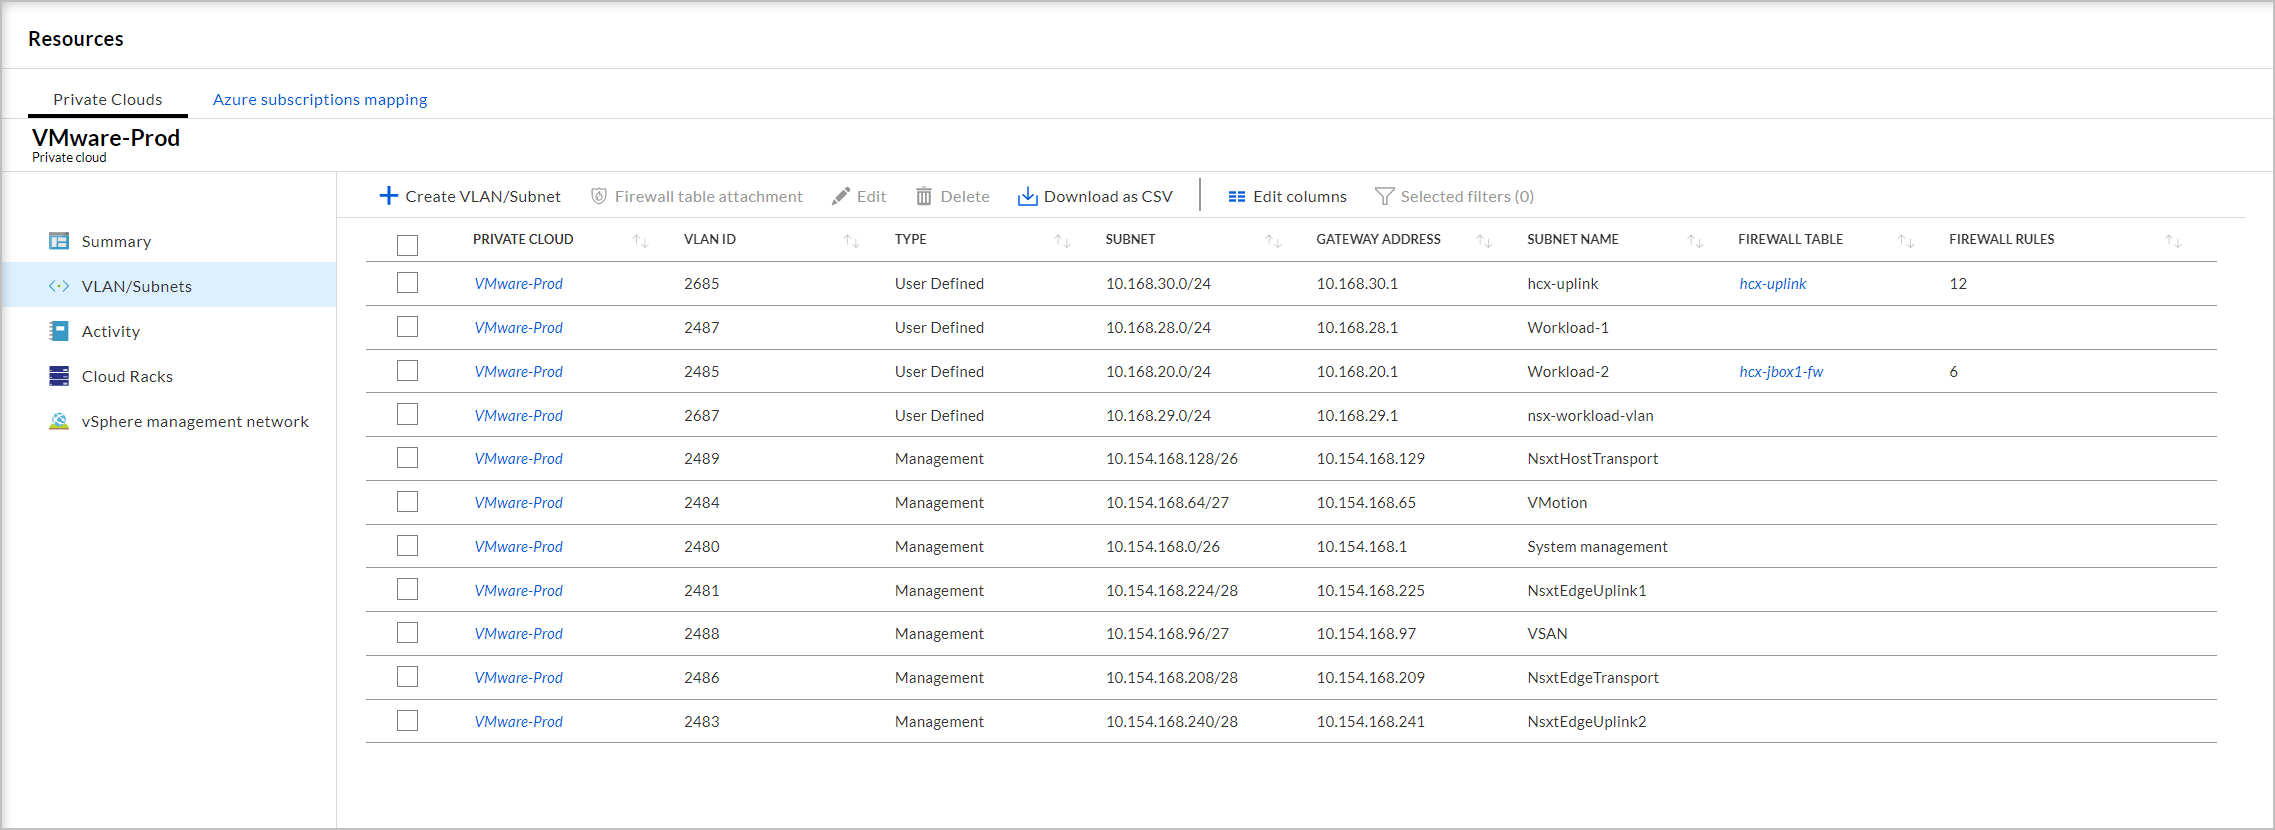 Resources
Private Clouds Azure subscriptions mapping
VMware-Prod
Private cloud
Summary
VLAN/Subnets
Activity
Cloud Racks
vSphere management network
Create VLAN/Subnet Firewall table attachment Edit Delete Download as CSV Edit columns Selected filters (0)
PRIVATE CLOUD VLAN ID TYPE SUBNET GATEWAY ADDRESS SUBNET NAME FIREWALL TABLE FIREWALL RULES
VMware-Prod 2685 User Defined 10.168.30.0/24 10.168.30.1 hcx-uplink hcx-uplink 12
VMware-Prod 2487 User Defined 10.168.28.0/24 10.168.28.1 Workload-1
VMware-Prod 2485 User Defined 10.168.20.0/24 10.168.20.1 Workload-2 hcx-jbox1-fw 6
VMware-Prod 2687 User Defined 10.168.29.0/24 10.168.29.1 nsx-workload-vlan
VMware-Prod 2489 Management 10.154.168.128/26 10.154.168.129 NsxtHostTransport
VMware-Prod 2484 Management 10.154.168.64/27 10.154.168.65 VMotion
VMware-Prod 2480 Management 10.154.168.0/26 10.154.168.1 System management
VMware-Prod 2481 Management 10.154.168.224/28 10.154.168.225 NsxtEdgeUplink1
VMware-Prod 2488 Management 10.154.168.96/27 10.154.168.97 VSAN
VMware-Prod 2486 Management 10.154.168.208/28 10.154.168.209 NsxtEdgeTransport
VMware-Prod 2483 Management 10.154.168.240/28 10.154.168.241 NsxtEdgeUplink2